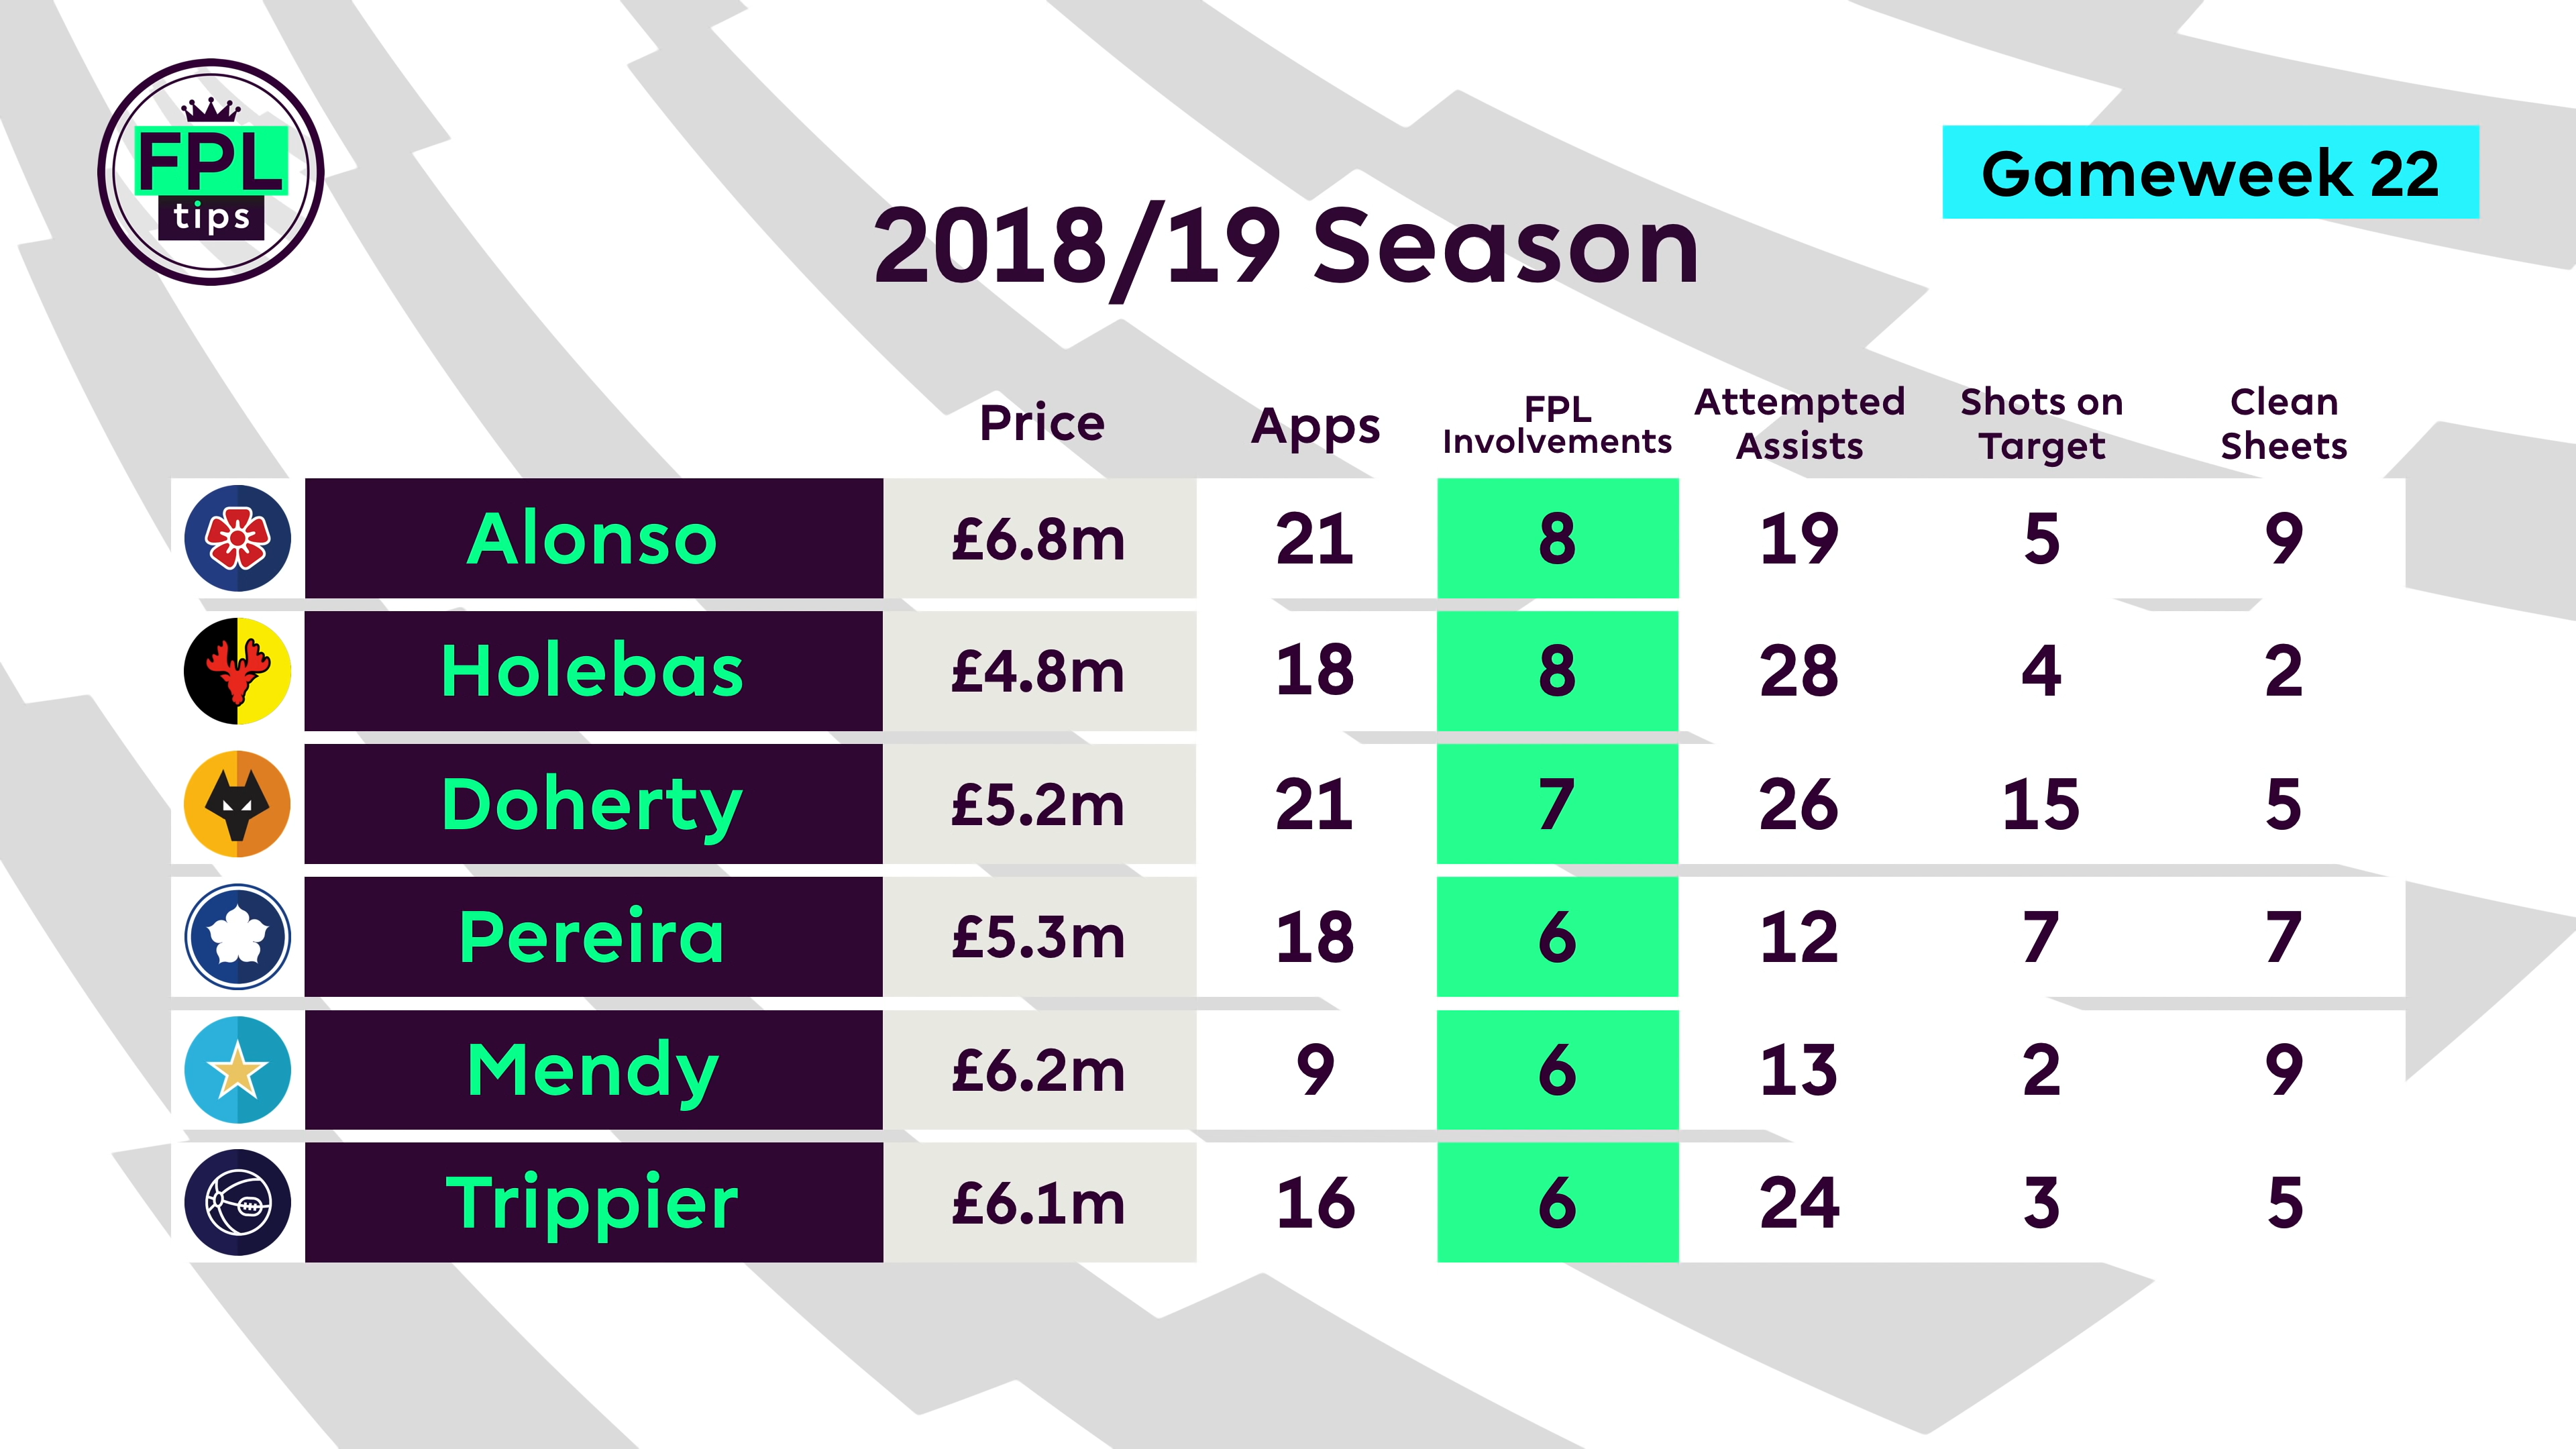 FPL
tips
Gameweek 22
2018/19 Season
Price Apps FPL Involvements Attempted Assists Shots on Target Clean Sheets
Alonso £6.8m 21 8 19 5 9
Holebas £4.8m 18 8 28 4 2
Doherty £5.2m 21 7 26 15 5
Pereira £5.3m 18 6 12 7 7
Mendy £6.2m 9 6 13 2 9
Trippier £6.1m 16 6 24 3 5